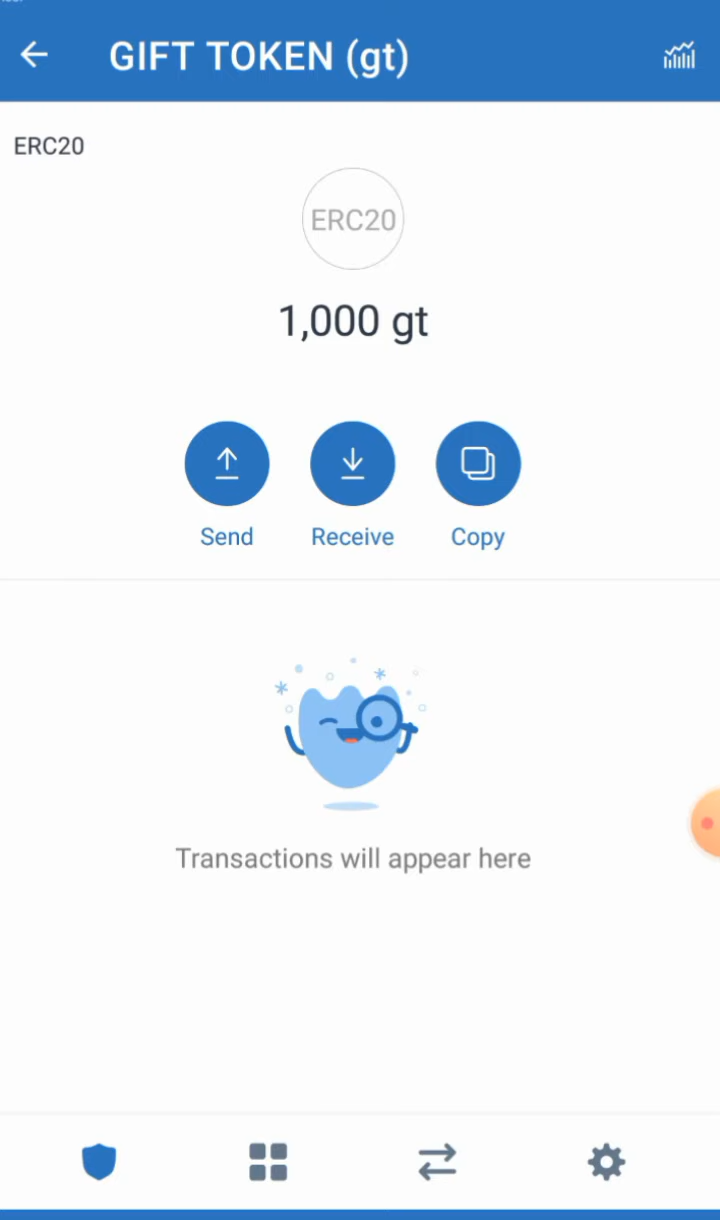 GIFT TOKEN (gt)
ERC20
ERC20
1,000 gt
Send
Receive
Copy
Transactions will appear here